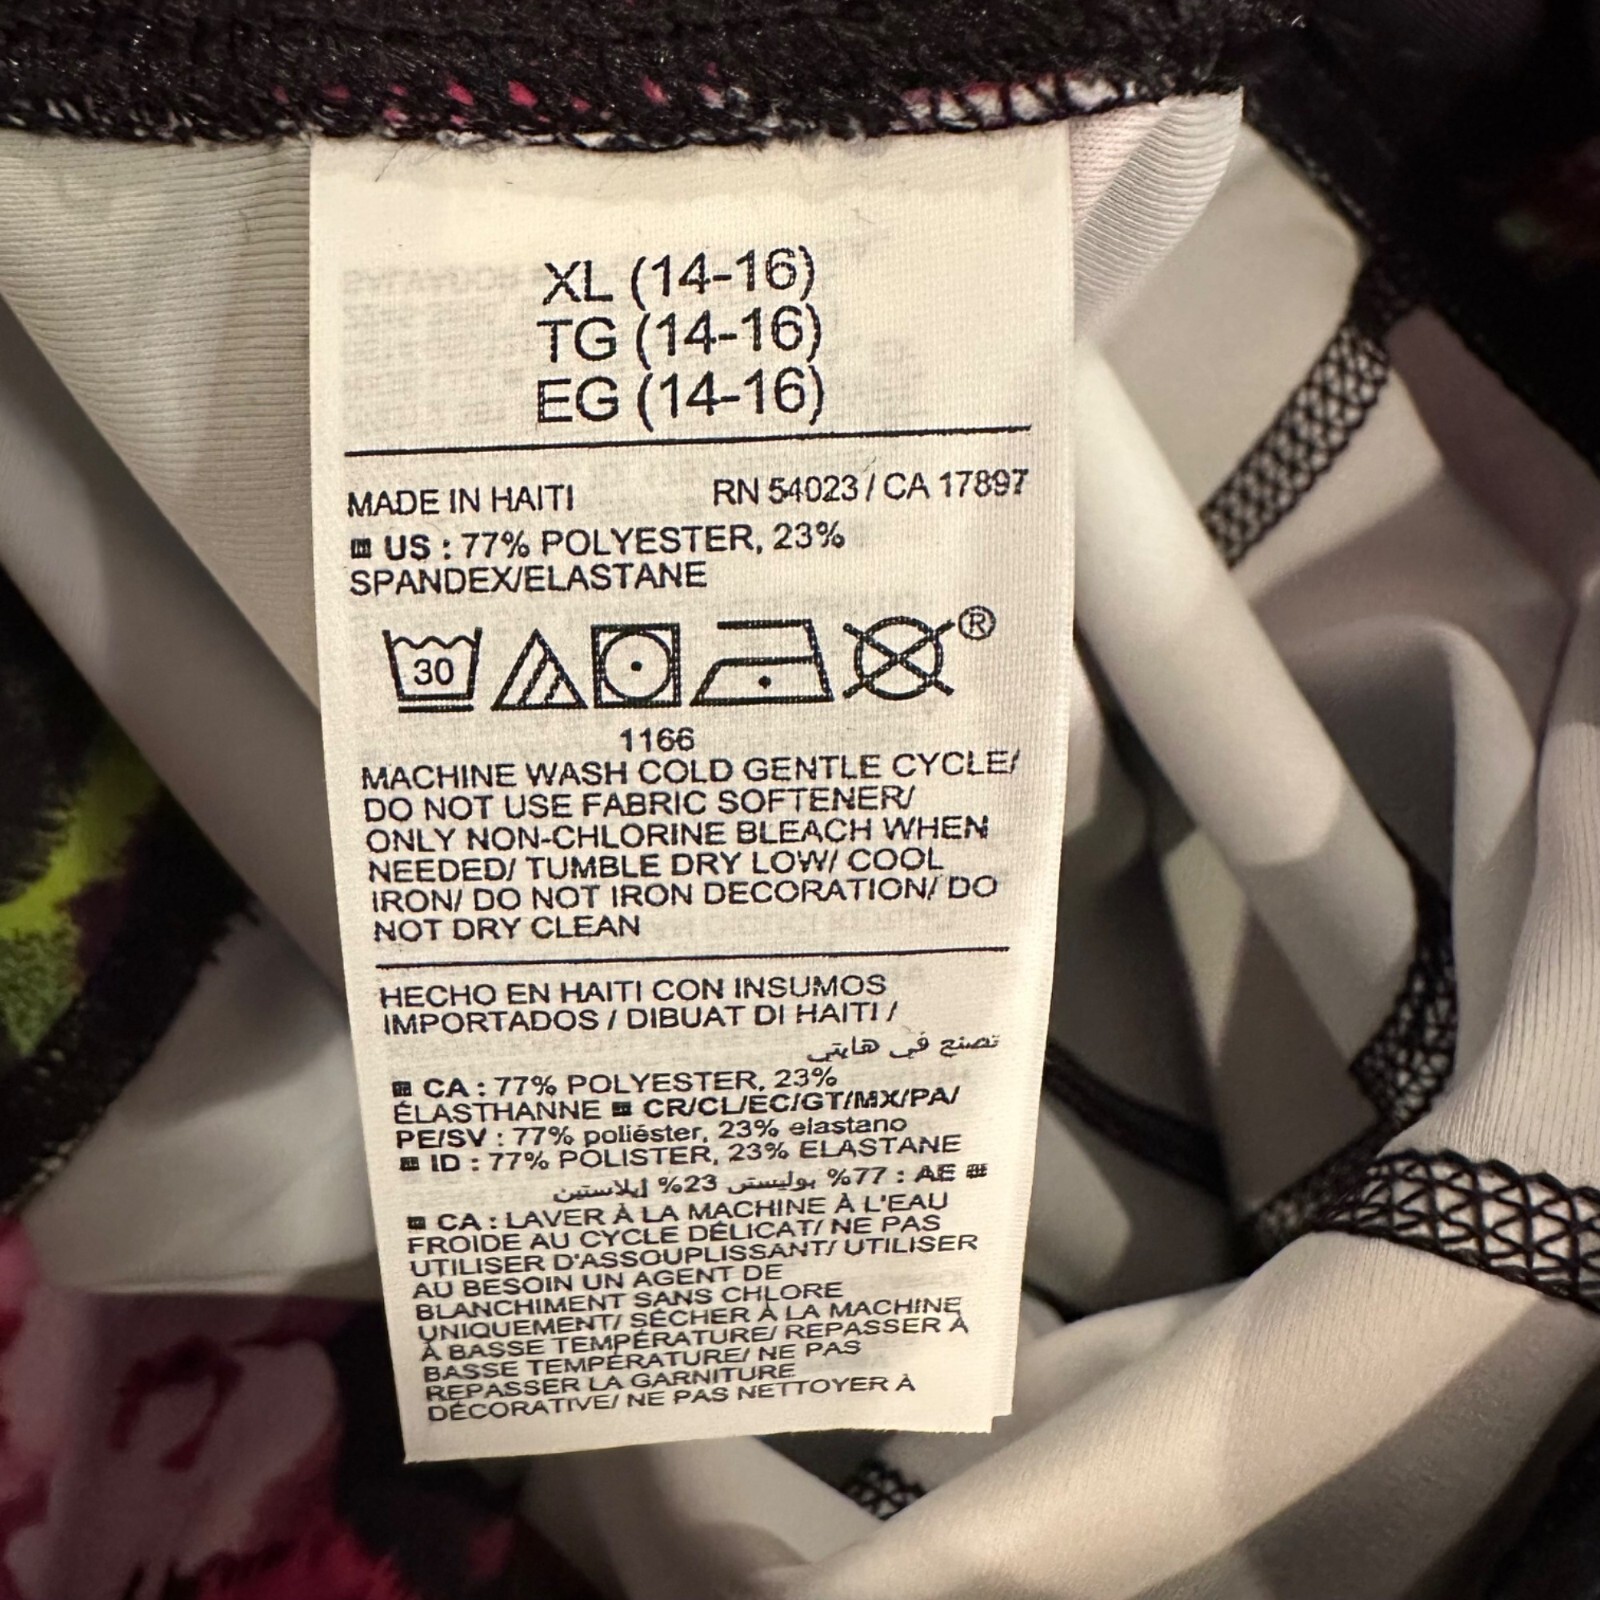 XL (14-16)
TG (14-16)
EG (14-16)
MADE IN HAITI RN 54023 / CA 17897
US : 77% POLYESTER, 23%
SPANDEX/ELASTANE
30
®
1166
MACHINE WASH COLD GENTLE CYCLE/
DO NOT USE FABRIC SOFTENER/
ONLY NON-CHLORINE BLEACH WHEN
NEEDED/ TUMBLE DRY LOW/ COOL
IRON/ DO NOT IRON DECORATION/ DO
NOT DRY CLEAN
HECHO EN HAITI CON INSUMOS
IMPORTADOS / DIBUAT DI HAITI /
تصنع في هايتي
CA : 77% POLYESTER, 23%
ÉLASTHANNE CR/CL/EC/GT/MX/PA/
PE/SV : 77% poliéster, 23% elastano
ID : 77% POLISTER, 23% ELASTANE
AE : 77% بوليستر 23% إيلاستين
CA : LAVER À LA MACHINE À L'EAU
FROIDE AU CYCLE DÉLICAT/ NE PAS
UTILISER D'ASSOUPLISSANT/ UTILISER
AU BESOIN UN AGENT DE
BLANCHIMENT SANS CHLORE
UNIQUEMENT/ SÉCHER À LA MACHINE
À BASSE TEMPÉRATURE/ REPASSER À
BASSE TEMPÉRATURE/ NE PAS
REPASSER LA GARNITURE
DÉCORATIVE/ NE PAS NETTOYER À